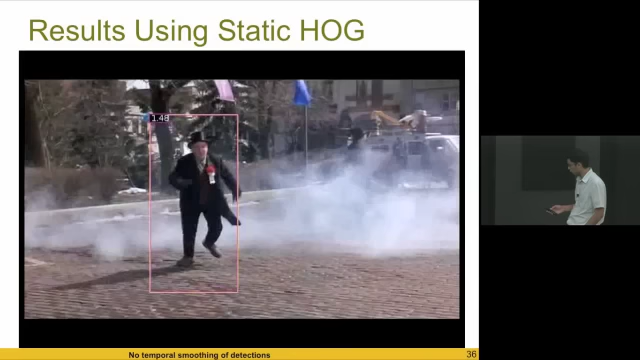 Results Using Static HOG
1.48
No temporal smoothing of detections
36